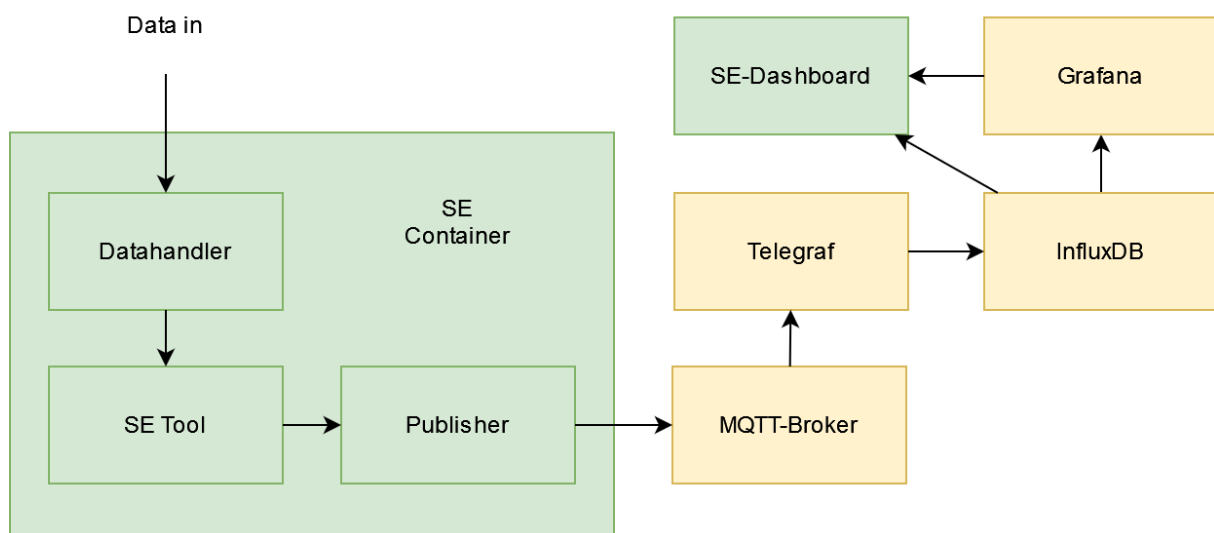 Data in
SE-Dashboard
Grafana
SE
Container
Datahandler
Telegraf
InfluxDB
SE Tool
Publisher
MQTT-Broker